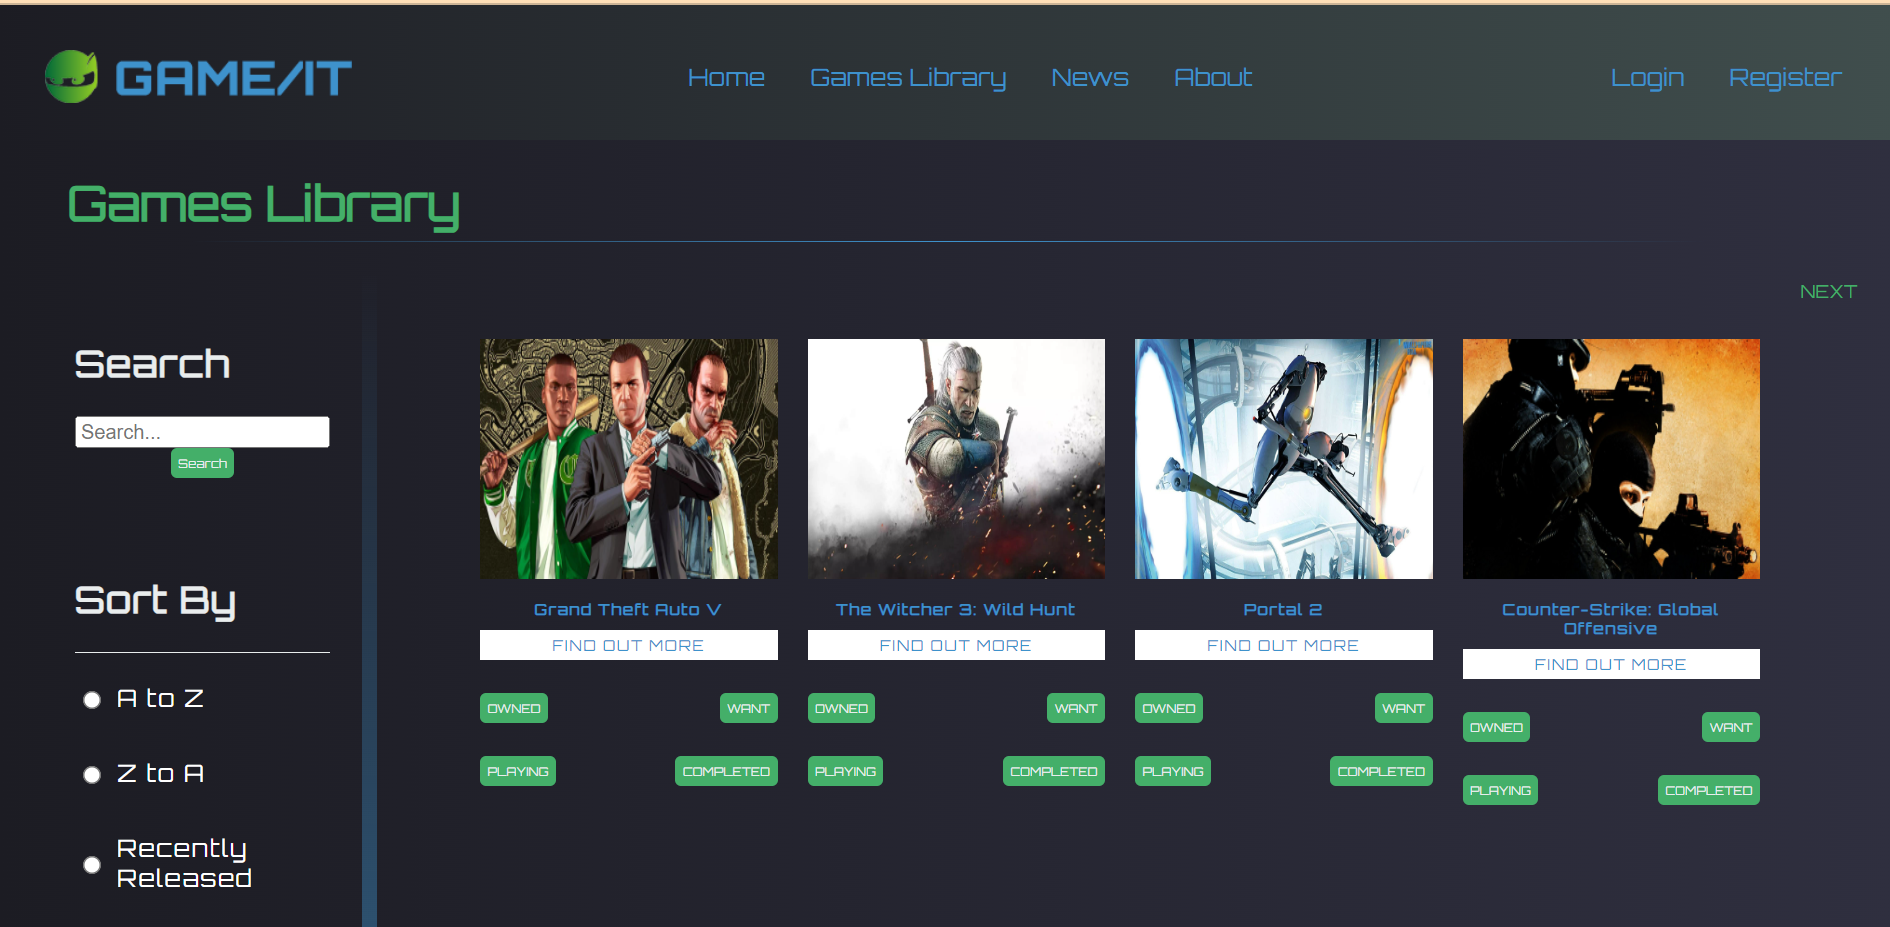 GAME/IT
Home Games Library News About
Login Register
Games Library
NEXT
Search
Search...
Search
Sort By
A to Z
Z to A
Recently
Released
Grand Theft Auto V
FIND OUT MORE
OWNED WANT
PLAYING COMPLETED
The Witcher 3: Wild Hunt
FIND OUT MORE
OWNED WANT
PLAYING COMPLETED
Portal 2
FIND OUT MORE
OWNED WANT
PLAYING COMPLETED
Counter-Strike: Global
Offensive
FIND OUT MORE
OWNED WANT
PLAYING COMPLETED